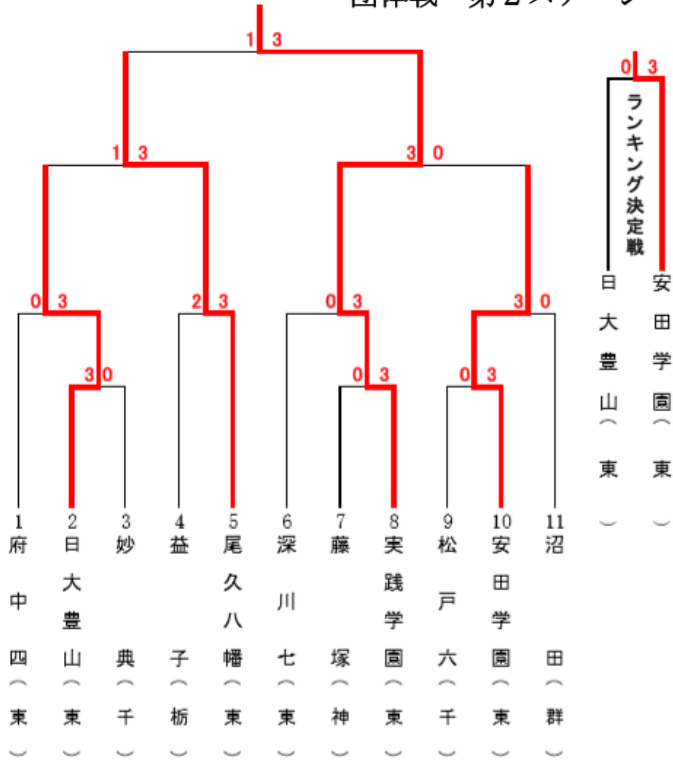 団体戦 第2ステージ
1 3
0 3
ランキング決定戦
1 3
3 0
日大豊山(東)
安田学園(東)
0 3
2 3
0 3
3 0
3 0
0 3
0 3
1 府中四(東)
2 日大豊山(東)
3 妙典(千)
4 益子(栃)
5 尾久八幡(東)
6 深川七(東)
7 藤塚(神)
8 実践学園(東)
9 松戸六(千)
10 安田学園(東)
11 沼田(群)